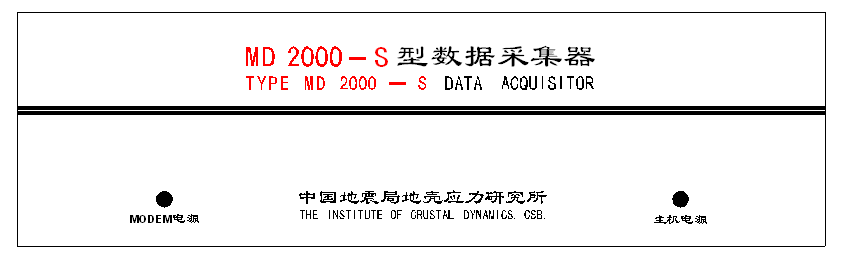 MD 2000-S型数据采集器
TYPE MD 2000 - S DATA ACQUISITOR
中国地震局地壳应力研究所
THE INSTITUTE OF CRUSTAL DYNAMICS. CSB.
MODEM电源
主机电源